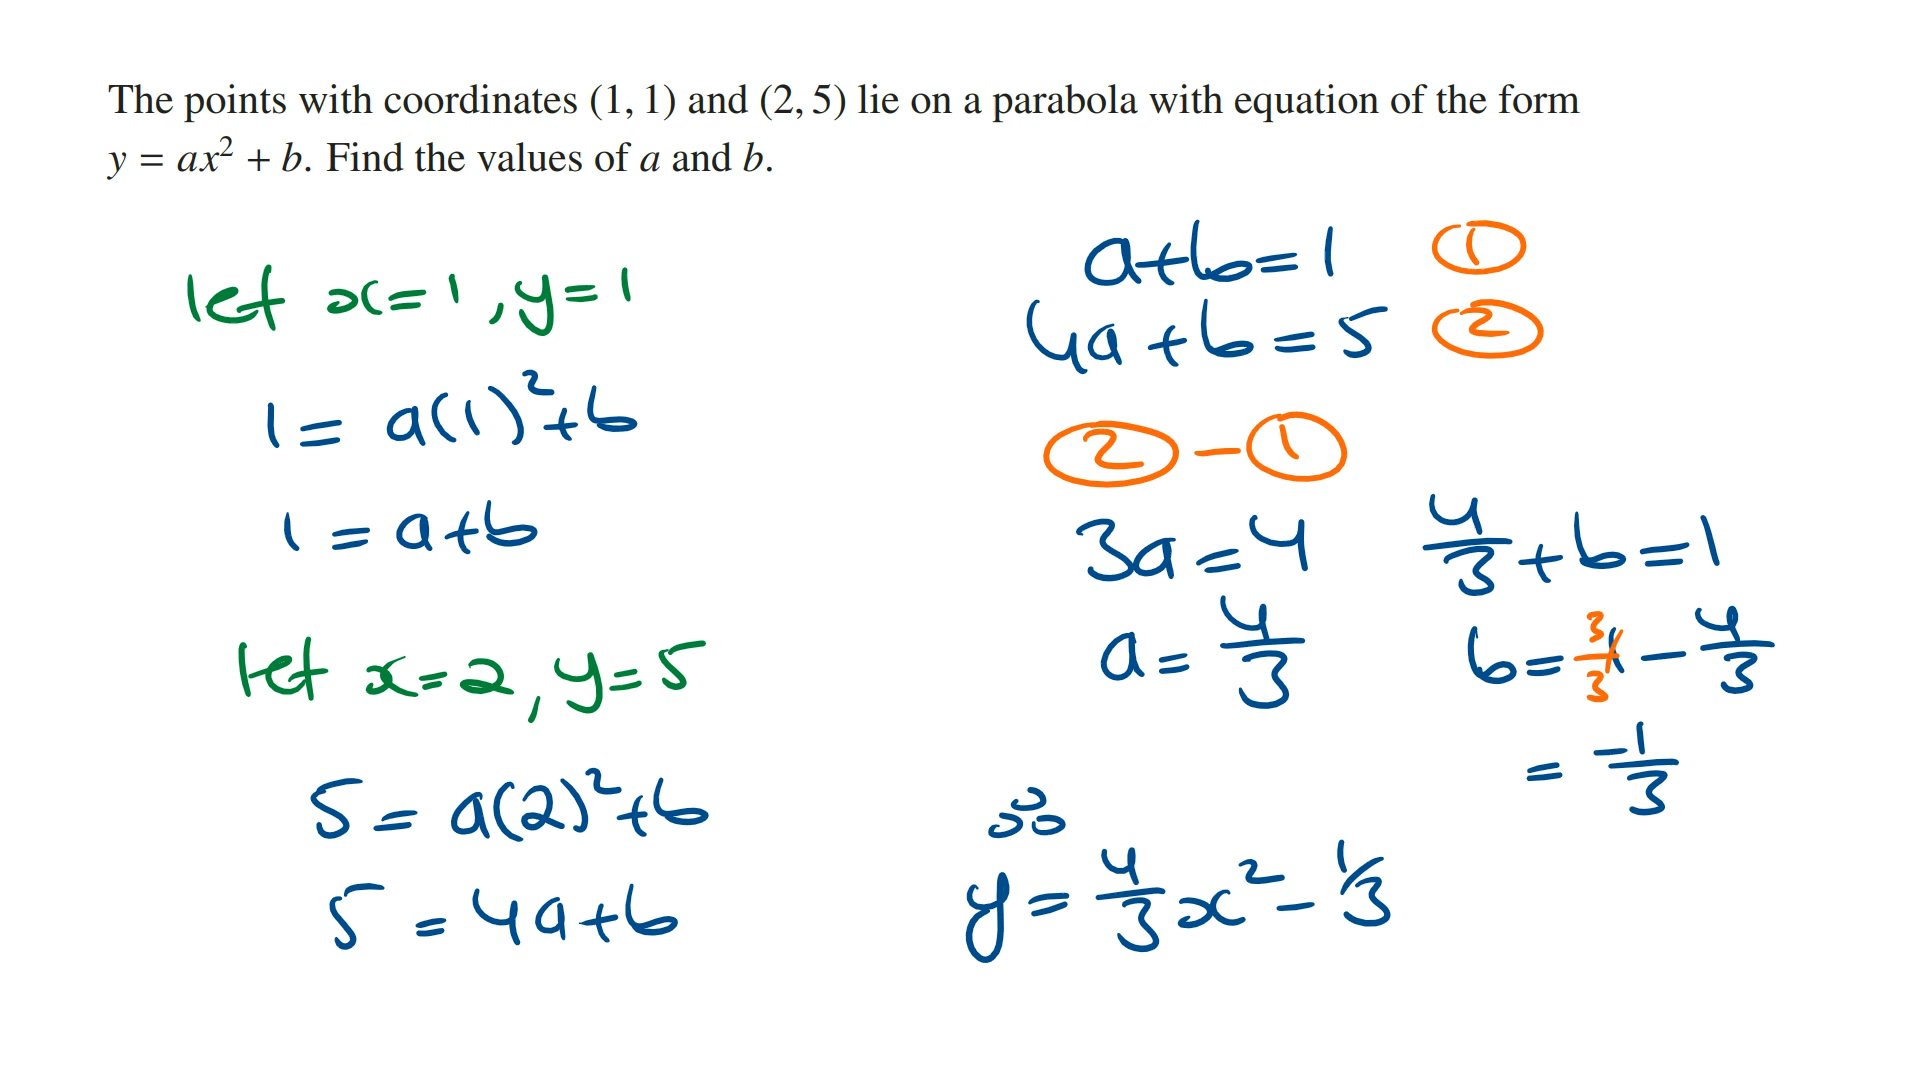 The points with coordinates (1, 1) and (2, 5) lie on a parabola with equation of the form
y = ax² + b. Find the values of a and b.
let x=1, y=1
1 = a(1)²+b
1 = a+b
let x=2, y=5
5 = a(2)²+b
5 = 4a+b
a+b=1 ①
4a+b=5 ②
② - ①
3a=4
a=4/3
4/3+b=1
b=3/3 1 - 4/3
= -1/3
∴
y=4/3x²-1/3